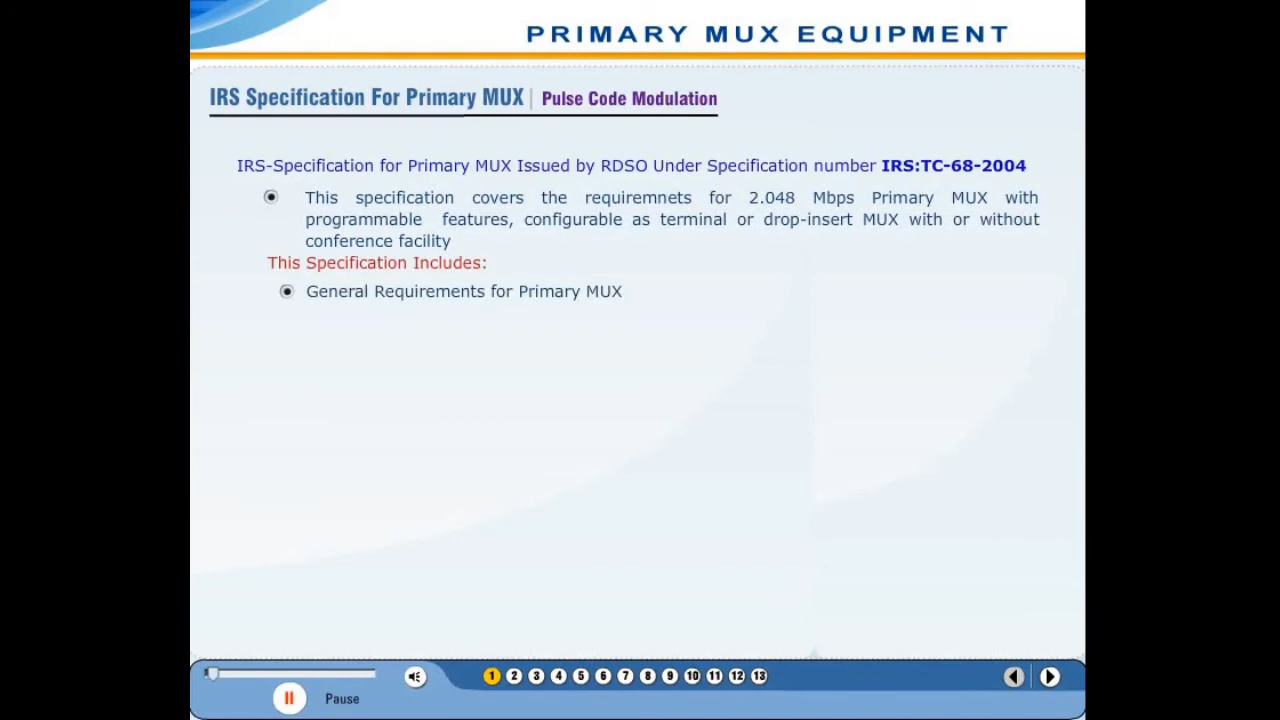 PRIMARY MUX EQUIPMENT
IRS Specification For Primary MUX | Pulse Code Modulation
IRS-Specification for Primary MUX Issued by RDSO Under Specification number IRS:TC-68-2004
This specification covers the requiremnets for 2.048 Mbps Primary MUX with
programmable features, configurable as terminal or drop-insert MUX with or without
conference facility
This Specification Includes:
General Requirements for Primary MUX
1 2 3 4 5 6 7 8 9 10 11 12 13
Pause